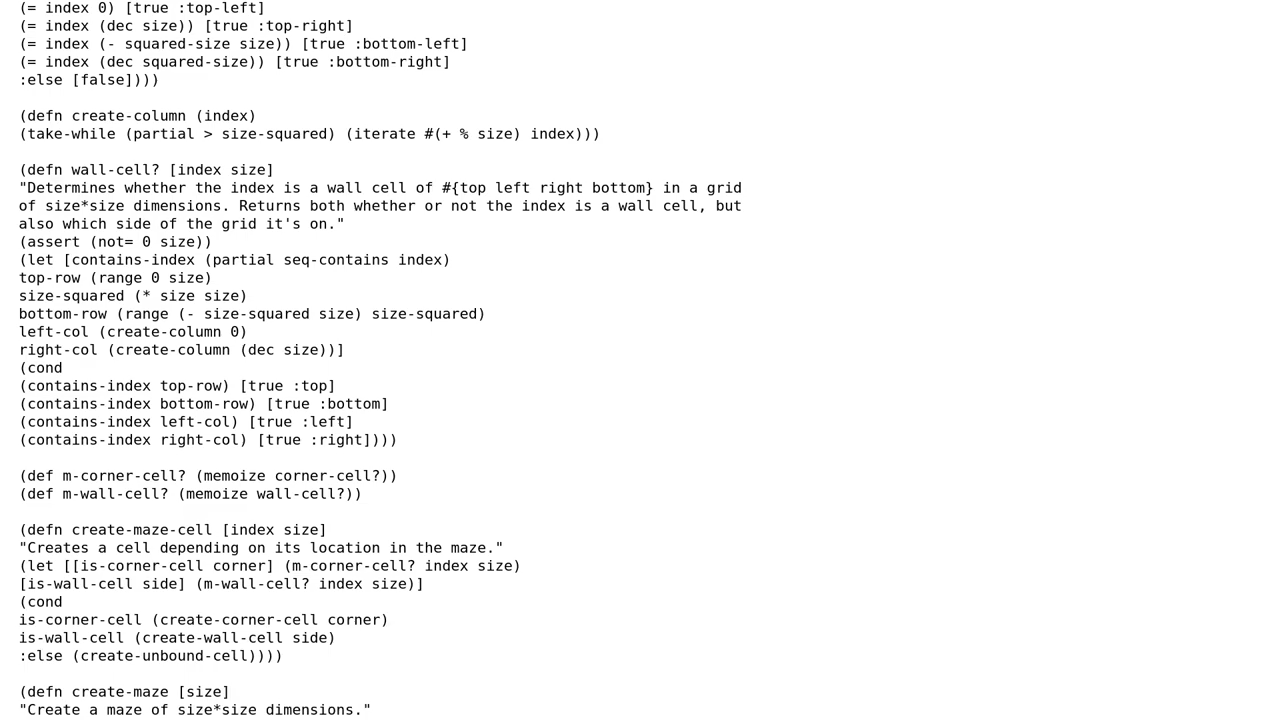 (= index 0) [true :top-left]
(= index (dec size)) [true :top-right]
(= index (- squared-size size)) [true :bottom-left]
(= index (dec squared-size)) [true :bottom-right]
:else [false])))
(defn create-column (index)
(take-while (partial > size-squared) (iterate #(+ % size) index)))
(defn wall-cell? [index size]
"Determines whether the index is a wall cell of #{top left right bottom} in a grid
of size*size dimensions. Returns both whether or not the index is a wall cell, but
also which side of the grid it's on."
(assert (not= 0 size))
(let [contains-index (partial seq-contains index)
top-row (range 0 size)
size-squared (* size size)
bottom-row (range (- size-squared size) size-squared)
left-col (create-column 0)
right-col (create-column (dec size))]
(cond
(contains-index top-row) [true :top]
(contains-index bottom-row) [true :bottom]
(contains-index left-col) [true :left]
(contains-index right-col) [true :right])))
(def m-corner-cell? (memoize corner-cell?))
(def m-wall-cell? (memoize wall-cell?))
(defn create-maze-cell [index size]
"Creates a cell depending on its location in the maze."
(let [[is-corner-cell corner] (m-corner-cell? index size)
[is-wall-cell side] (m-wall-cell? index size)]
(cond
is-corner-cell (create-corner-cell corner)
is-wall-cell (create-wall-cell side)
:else (create-unbound-cell))))
(defn create-maze [size]
"Create a maze of size*size dimensions."